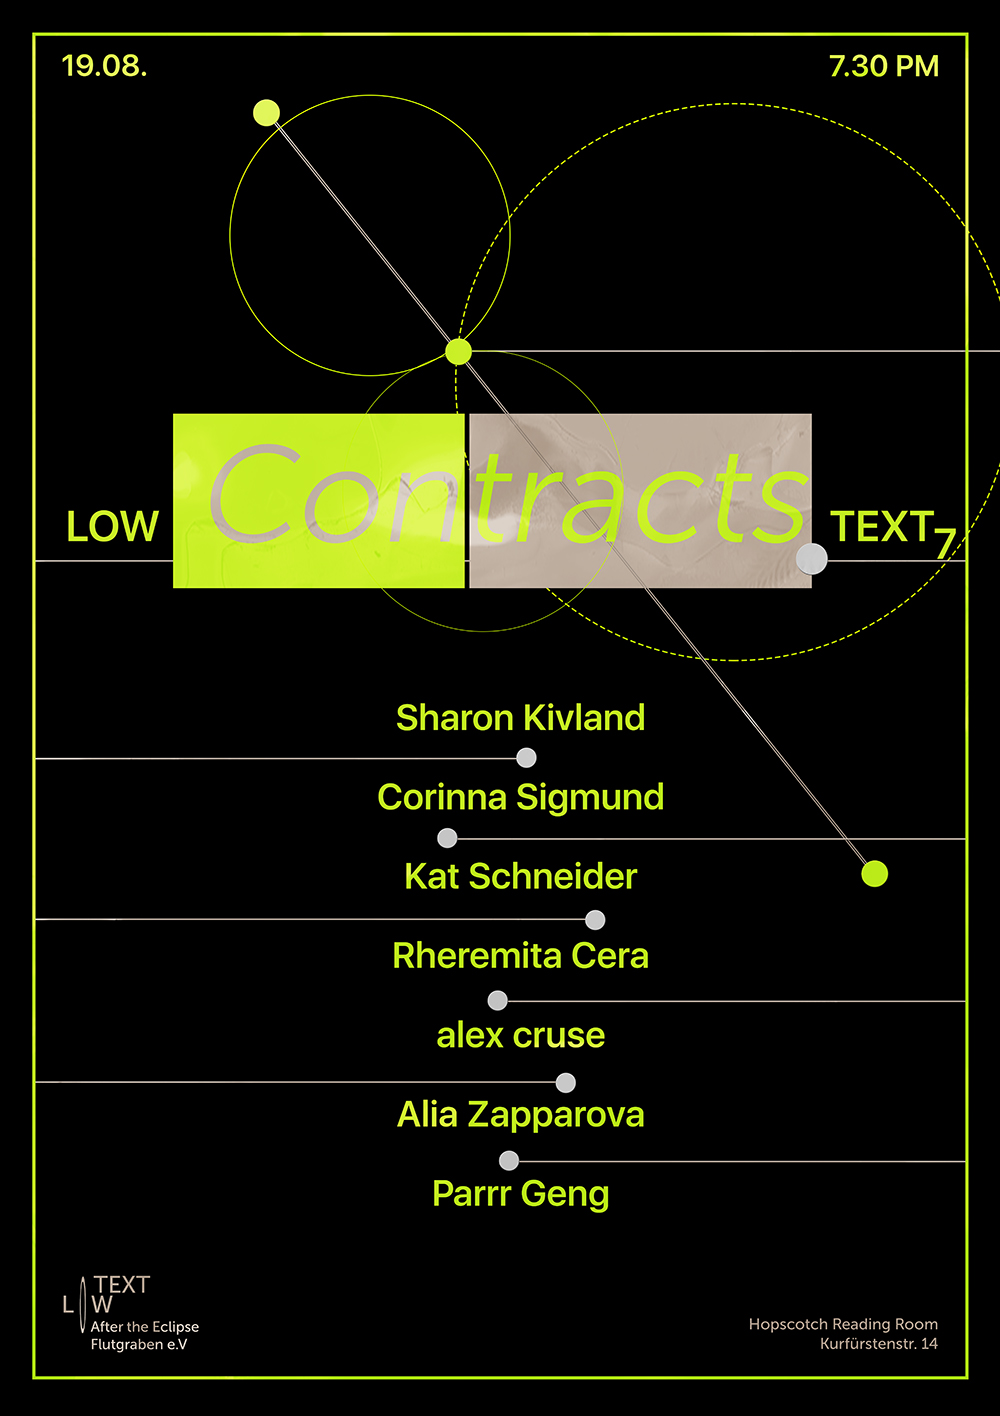 19.08.
7.30 PM
LOW Contracts TEXT7
Sharon Kivland
Corinna Sigmund
Kat Schneider
Rheremita Cera
alex cruse
Alia Zapparova
Parrr Geng
TEXT
LOW
After the Eclipse
Flutgraben e.V
Hopscotch Reading Room
Kurfürstenstr. 14